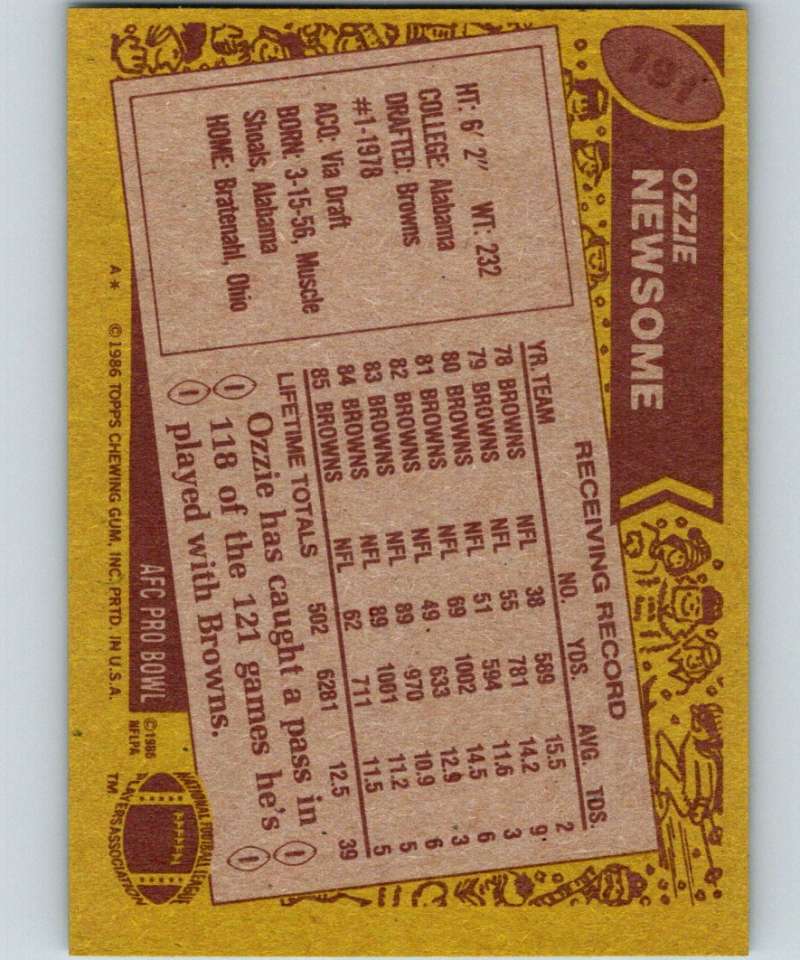 191
OZZIE
NEWSOME
HT: 6' 2" WT: 232
COLLEGE: Alabama
DRAFTED: Browns
#1-1978
ACQ: Via Draft
BORN: 3-15-56, Muscle
Shoals, Alabama
HOME: Bratenahl, Ohio
RECEIVING RECORD
YR. TEAM NO. YDS. AVG. TDS.
78 BROWNS NFL 38 589 15.5 2
79 BROWNS NFL 55 781 14.2 9
80 BROWNS NFL 51 594 11.6 3
81 BROWNS NFL 69 1002 14.5 6
82 BROWNS NFL 49 633 12.9 3
83 BROWNS NFL 89 970 10.9 6
84 BROWNS NFL 89 1001 11.2 5
85 BROWNS NFL 62 711 11.5 5
LIFETIME TOTALS 502 6281 12.5 39
Ozzie has caught a pass in
118 of the 121 games he's
played with Browns.
AFC PRO BOWL
A* © 1986 TOPPS CHEWING GUM, INC. PRTD. IN U.S.A.
© 1986
NFLPA
NATIONAL FOOTBALL LEAGUE
PLAYERS ASSOCIATION
TM